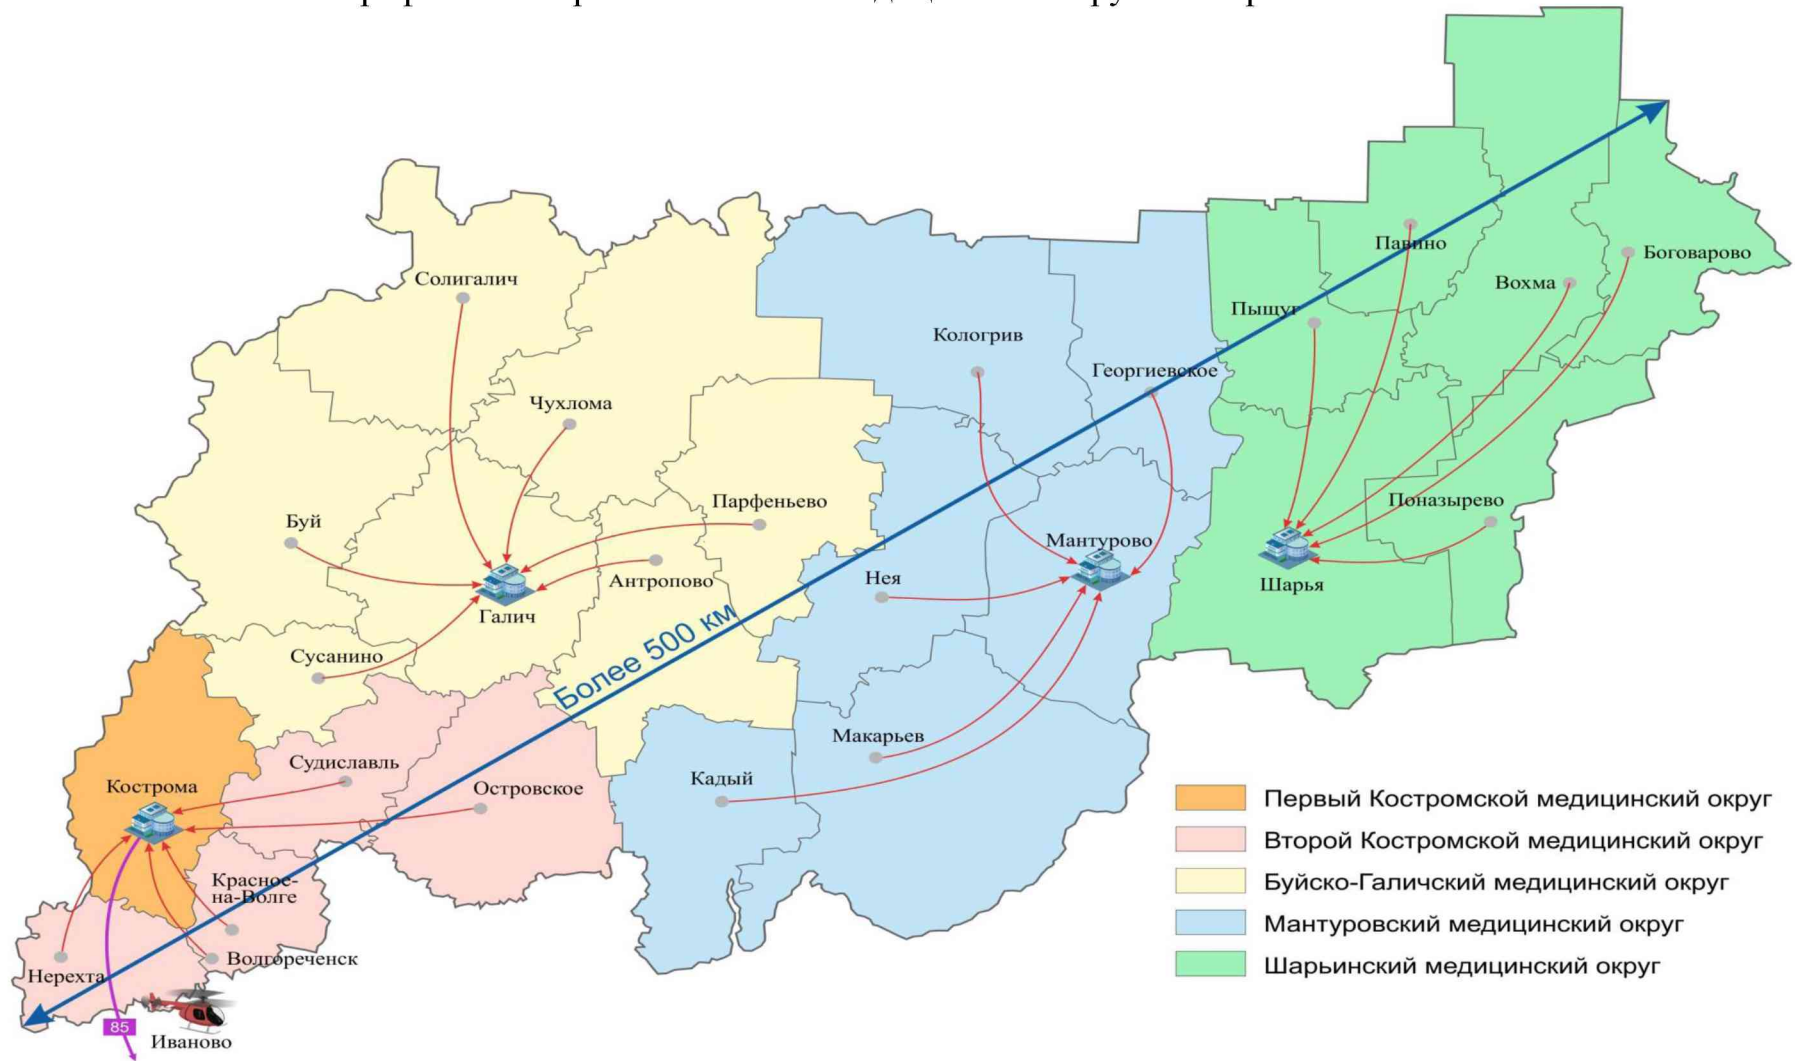 Солигалич
Чухлома
Буй
Парфеньево
Антропово
Галич
Сусанино
Кологрив
Георгиевское
Мантурово
Нея
Макарьев
Кадый
Павино
Боговарово
Вохма
Пыщуг
Поназырево
Шарья
Более 500 км
Кострома
Судиславль
Островское
Красное-
на-Волге
Волгореченск
Нерехта
85
Иваново
Первый Костромской медицинский округ
Второй Костромской медицинский округ
Буйско-Галичский медицинский округ
Мантуровский медицинский округ
Шарьинский медицинский округ